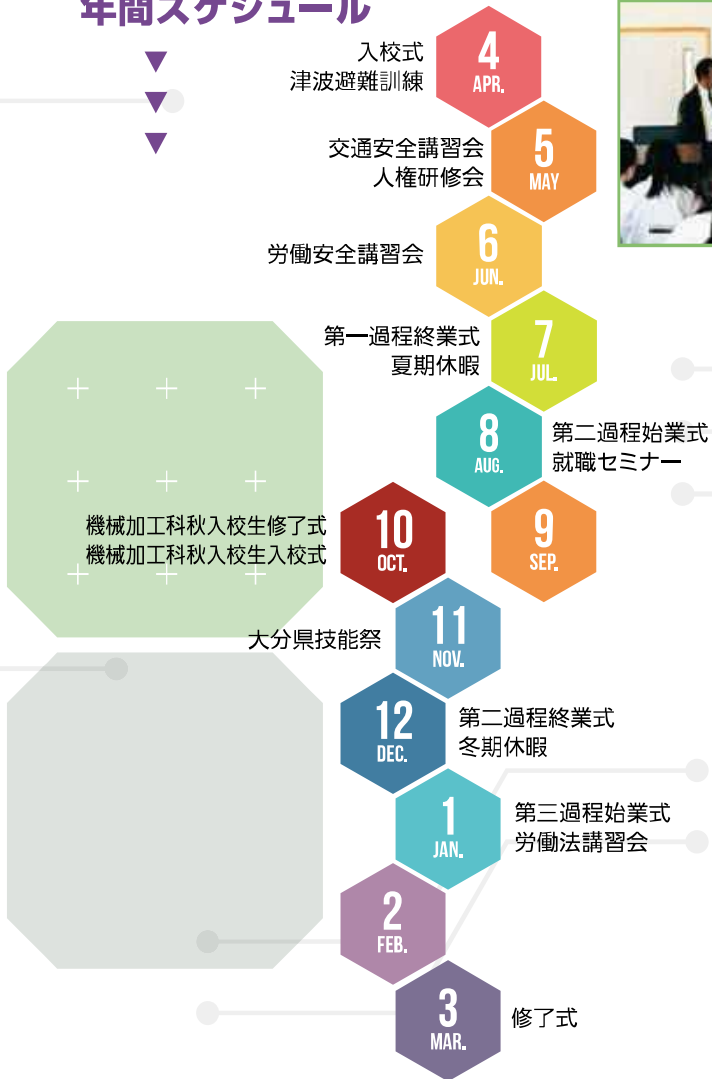 年間スケジュール
4
APR.
入校式
津波避難訓練
5
MAY
交通安全講習会
人権研修会
6
JUN.
労働安全講習会
7
JUL.
第一過程終業式
夏期休暇
8
AUG.
第二過程始業式
就職セミナー
9
SEP.
10
OCT.
機械加工科秋入校生修了式
機械加工科秋入校生入校式
11
NOV.
大分県技能祭
12
DEC.
第二過程終業式
冬期休暇
1
JAN.
第三過程始業式
労働法講習会
2
FEB.
3
MAR.
修了式